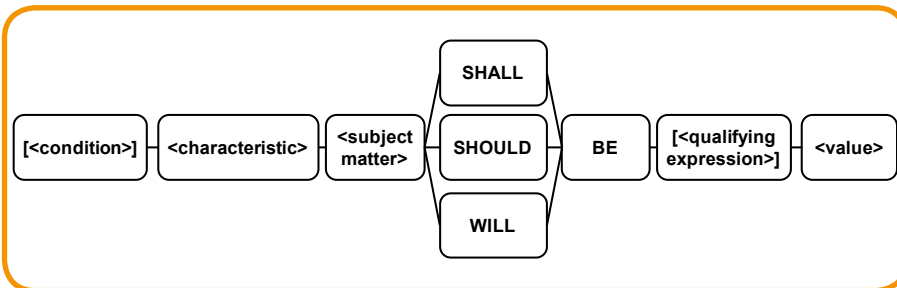 [<condition>]
<characteristic>
<subject
matter>
SHALL
SHOULD
WILL
BE
[<qualifying
expression>]
<value>